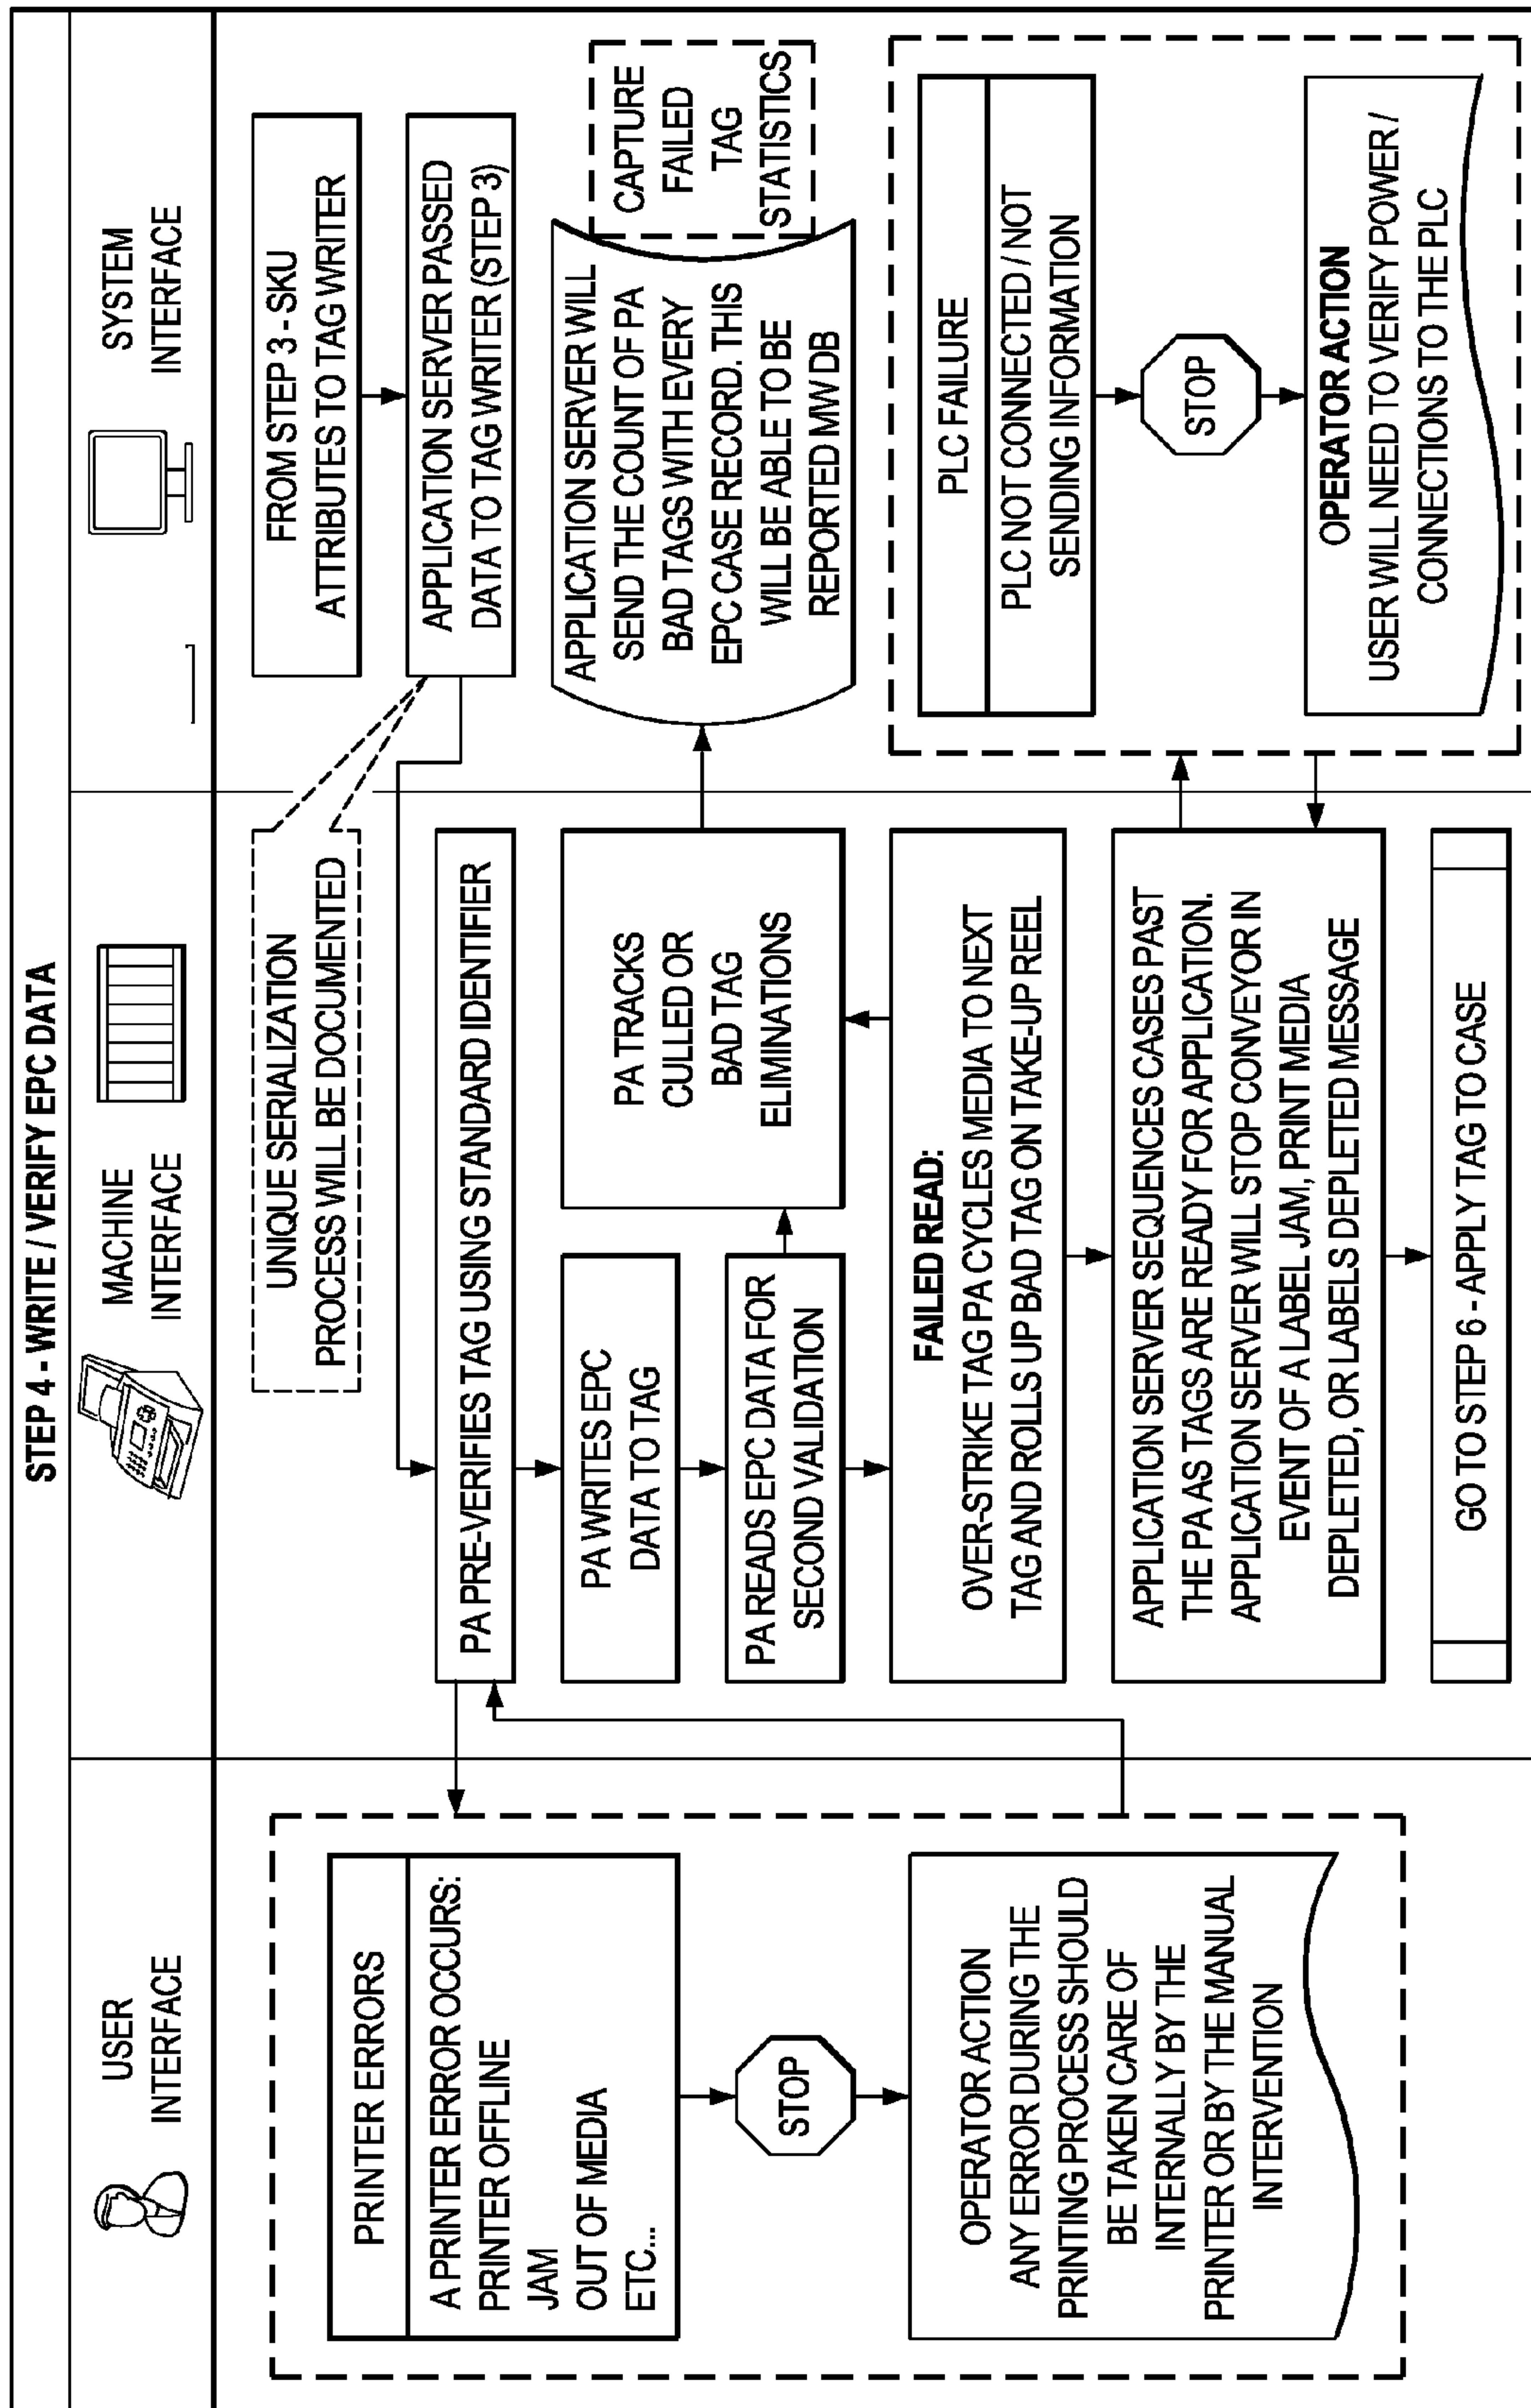 STEP 4 - WRITE / VERIFY EPC DATA
USER
INTERFACE
MACHINE
INTERFACE
SYSTEM
INTERFACE
PRINTER ERRORS
A PRINTER ERROR OCCURS:
PRINTER OFFLINE
JAM
OUT OF MEDIA
ETC...
STOP
OPERATOR ACTION
ANY ERROR DURING THE
PRINTING PROCESS SHOULD
BE TAKEN CARE OF
INTERNALLY BY THE
PRINTER OR BY THE MANUAL
INTERVENTION
UNIQUE SERIALIZATION
PROCESS WILL BE DOCUMENTED
PA PRE-VERIFIES TAG USING STANDARD IDENTIFIER
PA WRITES EPC
DATA TO TAG
PA READS EPC DATA FOR
SECOND VALIDATION
PA TRACKS
CULLED OR
BAD TAG
ELIMINATIONS
FAILED READ:
OVER-STRIKE TAG PA CYCLES MEDIA TO NEXT
TAG AND ROLLS UP BAD TAG ON TAKE-UP REEL
APPLICATION SERVER SEQUENCES CASES PAST
THE PA AS TAGS ARE READY FOR APPLICATION.
APPLICATION SERVER WILL STOP CONVEYOR IN
EVENT OF A LABEL JAM, PRINT MEDIA
DEPLETED, OR LABELS DEPLETED MESSAGE
GO TO STEP 6 - APPLY TAG TO CASE
FROM STEP 3 - SKU
ATTRIBUTES TO TAG WRITER
APPLICATION SERVER PASSED
DATA TO TAG WRITER (STEP 3)
APPLICATION SERVER WILL
SEND THE COUNT OF PA
BAD TAGS WITH EVERY
EPC CASE RECORD. THIS
WILL BE ABLE TO BE
REPORTED MW DB
CAPTURE
FAILED
TAG
STATISTICS
PLC FAILURE
PLC NOT CONNECTED / NOT
SENDING INFORMATION
STOP
OPERATOR ACTION
USER WILL NEED TO VERIFY POWER /
CONNECTIONS TO THE PLC